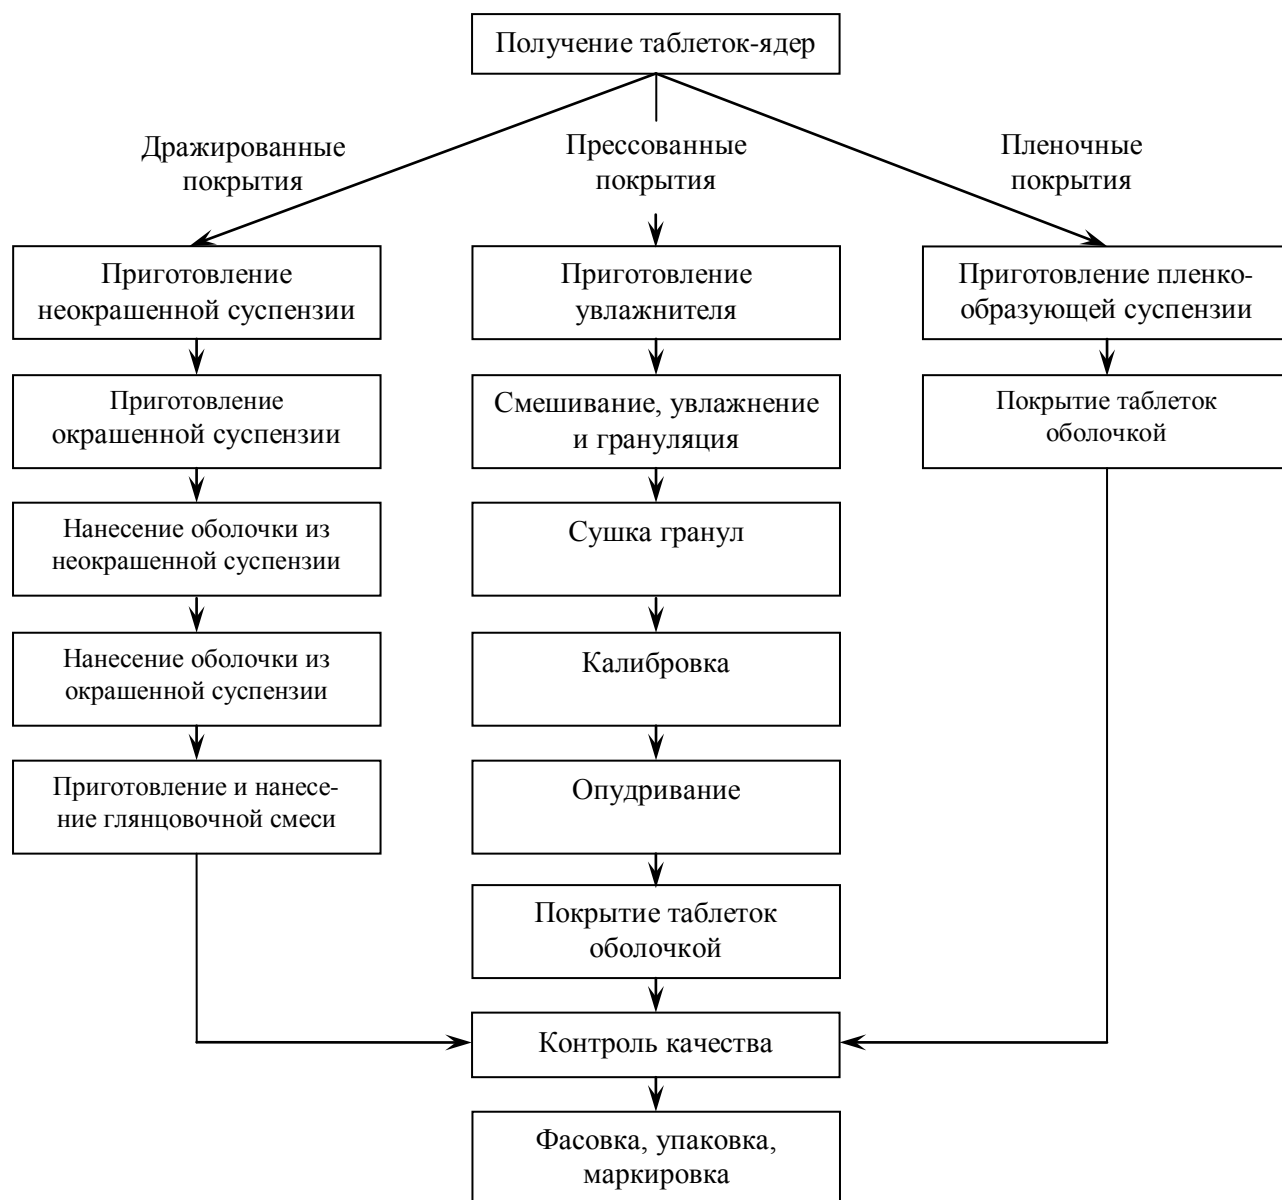 Получение таблеток-ядер
Дражированные
покрытия
Прессованные
покрытия
Пленочные
покрытия
Приготовление
неокрашенной суспензии
Приготовление
окрашенной суспензии
Нанесение оболочки из
неокрашенной суспензии
Нанесение оболочки из
окрашенной суспензии
Приготовление и нанесе-
ние глянцовочной смеси
Приготовление
увлажнителя
Смешивание, увлажнение
и грануляция
Сушка гранул
Калибровка
Опудривание
Покрытие таблеток
оболочкой
Приготовление пленко-
образующей суспензии
Покрытие таблеток
оболочкой
Контроль качества
Фасовка, упаковка,
маркировка